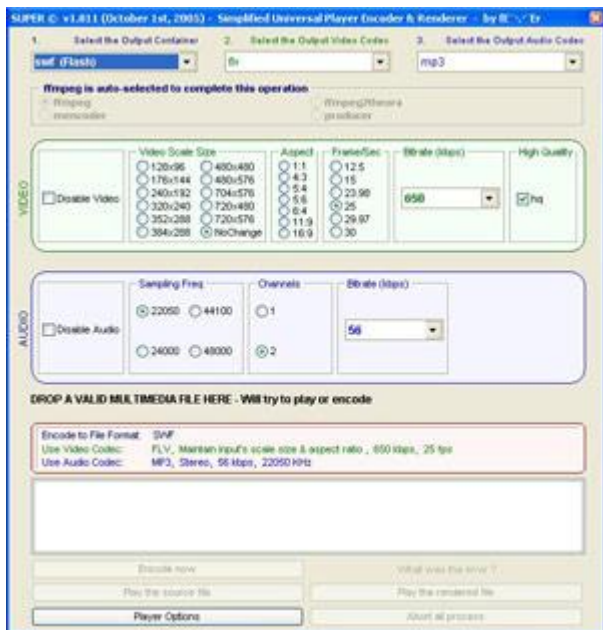 SUPER © v1.811 (October 1st, 2005) - Simplified Universal Player Encoder & Renderer - by
1. Select the Output Container 2. Select the Output Video Codec 3. Select the Output Audio Codec
swf (Flash) flv mp3
ffmpeg is auto-selected to complete this operation
ffmpeg ffmpeg2theora
mencoder producer
VIDEO
Disable Video
Video Scale Size
128x96 480x480
176x144 480x576
240x192 704x576
320x240 720x480
352x288 720x576
384x288 NoChange
Aspect
1:1
4:3
5:4
5:6
6:4
11:9
16:9
Frame/Sec
12.5
15
23.98
25
29.97
30
Bitrate (kbps)
650
High Quality
hq
AUDIO
Disable Audio
Sampling Freq
22050 44100
24000 48000
Channels
1
2
Bitrate (kbps)
56
DROP A VALID MULTIMEDIA FILE HERE - Will try to play or encode
Encode to File Format: SWF
Use Video Codec: FLV, Maintain input's scale size & aspect ratio , 650 kbps, 25 fps
Use Audio Codec: MP3, Stereo, 56 kbps, 22050 KHz
Encode now What was the error ?
Play the source file Play the rendered file
Player Options Abort all process